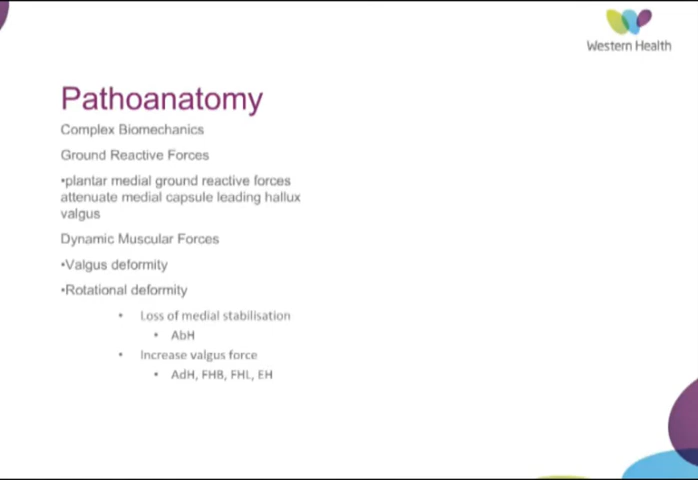 Western Health
Pathoanatomy
Complex Biomechanics
Ground Reactive Forces
•plantar medial ground reactive forces
attenuate medial capsule leading hallux
valgus
Dynamic Muscular Forces
•Valgus deformity
•Rotational deformity
• Loss of medial stabilisation
• AbH
• Increase valgus force
• AdH, FHB, FHL, EH